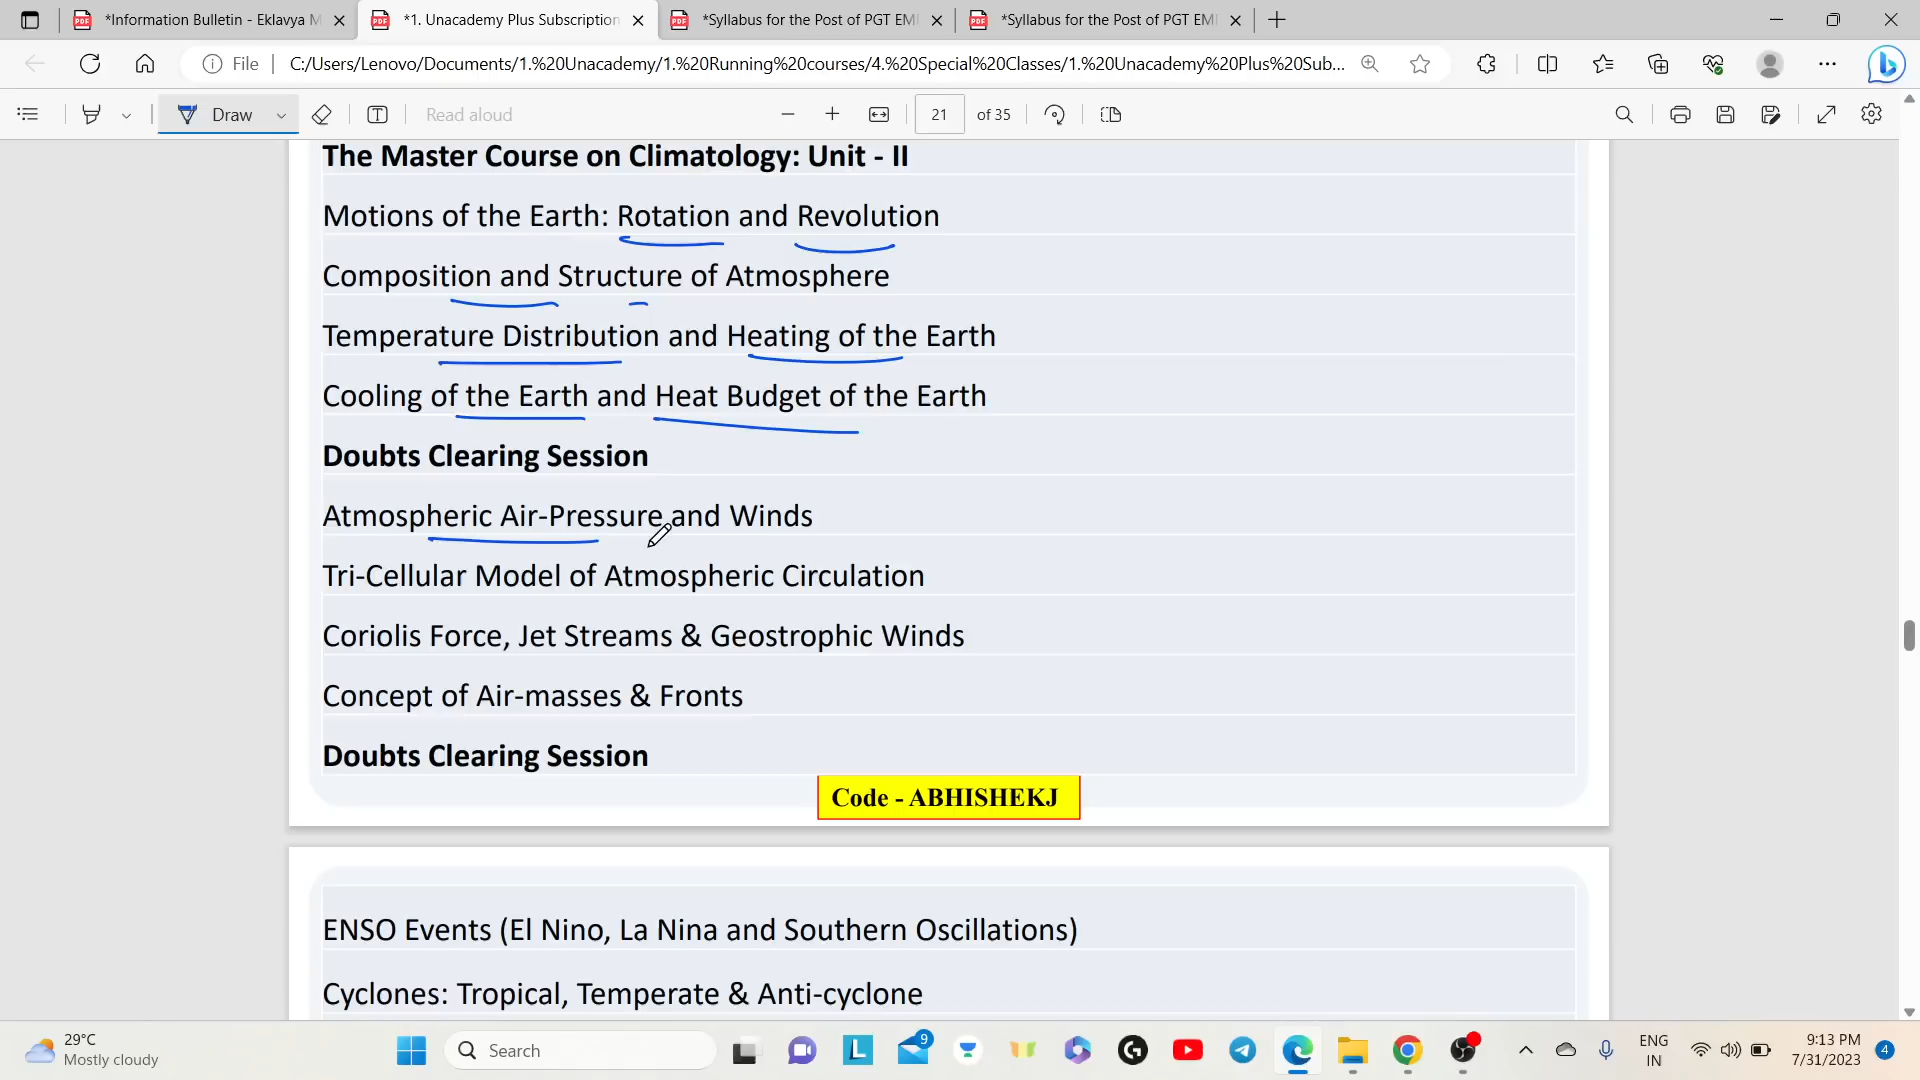 *Information Bulletin - Eklavya M
*1. Unacademy Plus Subscription
*Syllabus for the Post of PGT EM
*Syllabus for the Post of PGT EM
File
C:/Users/Lenovo/Documents/1.%20Unacademy/1.%20Running%20courses/4.%20Special%20Classes/1.%20Unacademy%20Plus%20Sub...
Draw
Read aloud
21 of 35
The Master Course on Climatology: Unit - II
Motions of the Earth: Rotation and Revolution
Composition and Structure of Atmosphere
Temperature Distribution and Heating of the Earth
Cooling of the Earth and Heat Budget of the Earth
Doubts Clearing Session
Atmospheric Air-Pressure and Winds
Tri-Cellular Model of Atmospheric Circulation
Coriolis Force, Jet Streams & Geostrophic Winds
Concept of Air-masses & Fronts
Doubts Clearing Session
Code - ABHISHEKJ
ENSO Events (El Nino, La Nina and Southern Oscillations)
Cyclones: Tropical, Temperate & Anti-cyclone
29°C
Mostly cloudy
Search
9
ENG
IN
9:13 PM
7/31/2023
4